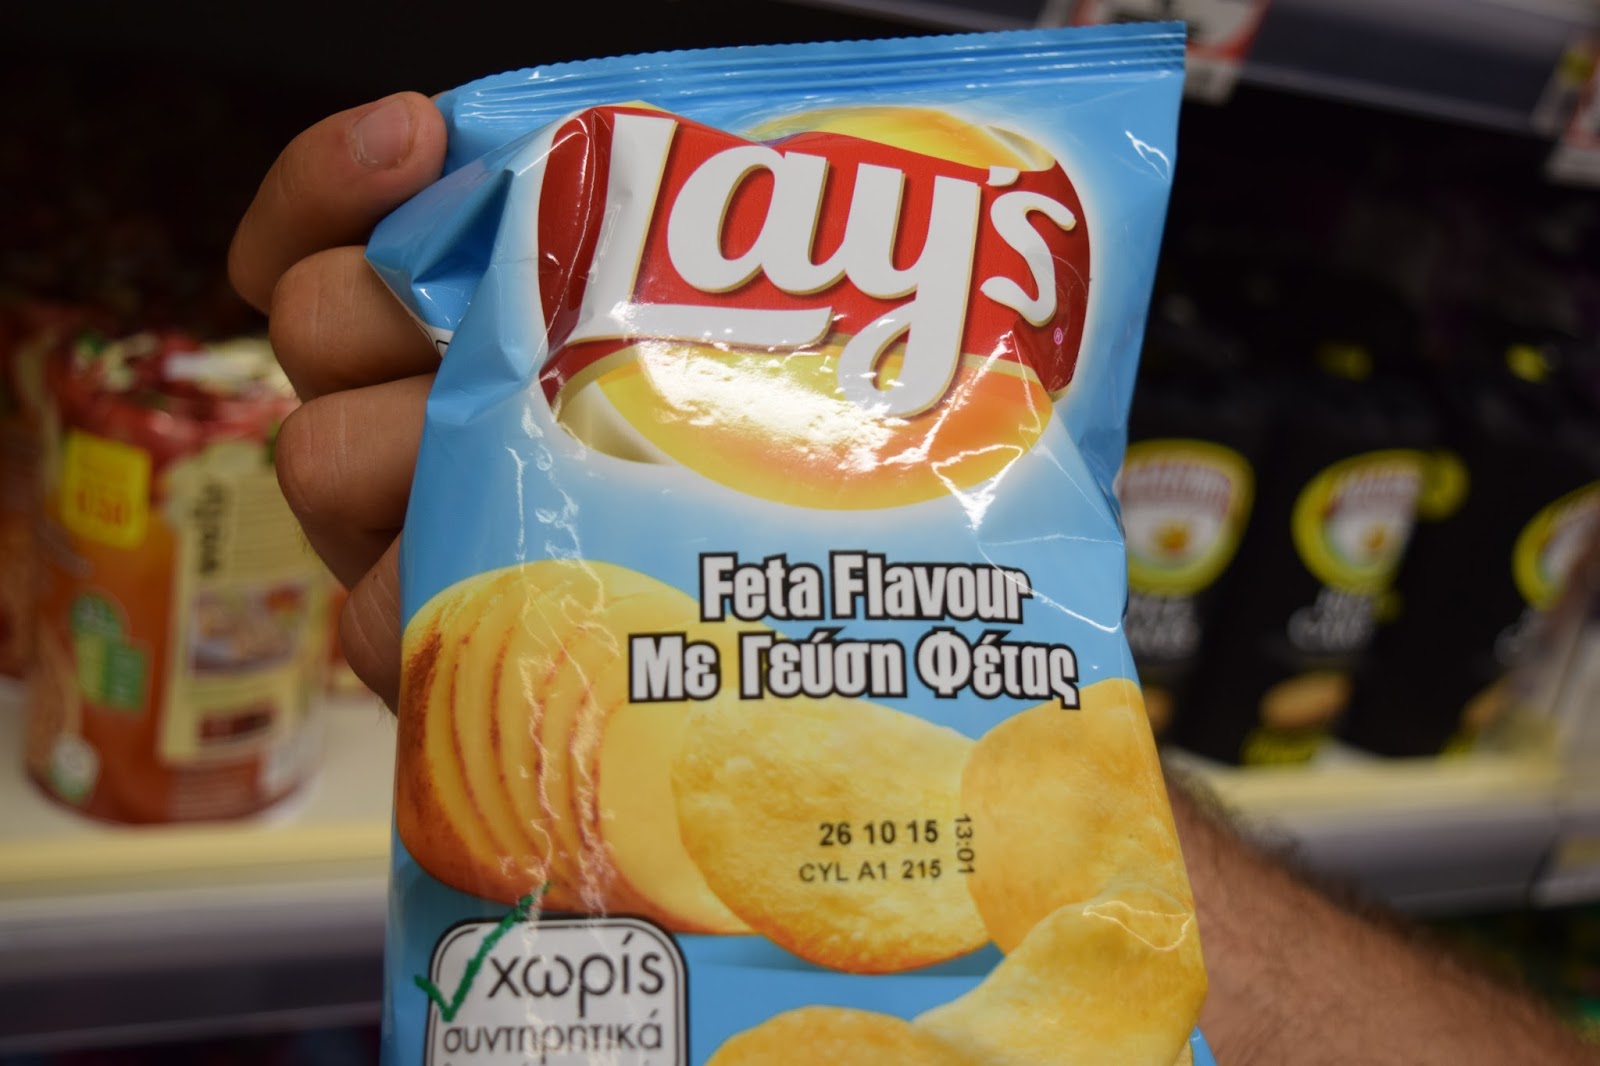 Lay's
Feta Flavour
Με Γεύση Φέτας
26 10 15
13:01
CYL A1 215
χωρίς
συντηρητικά